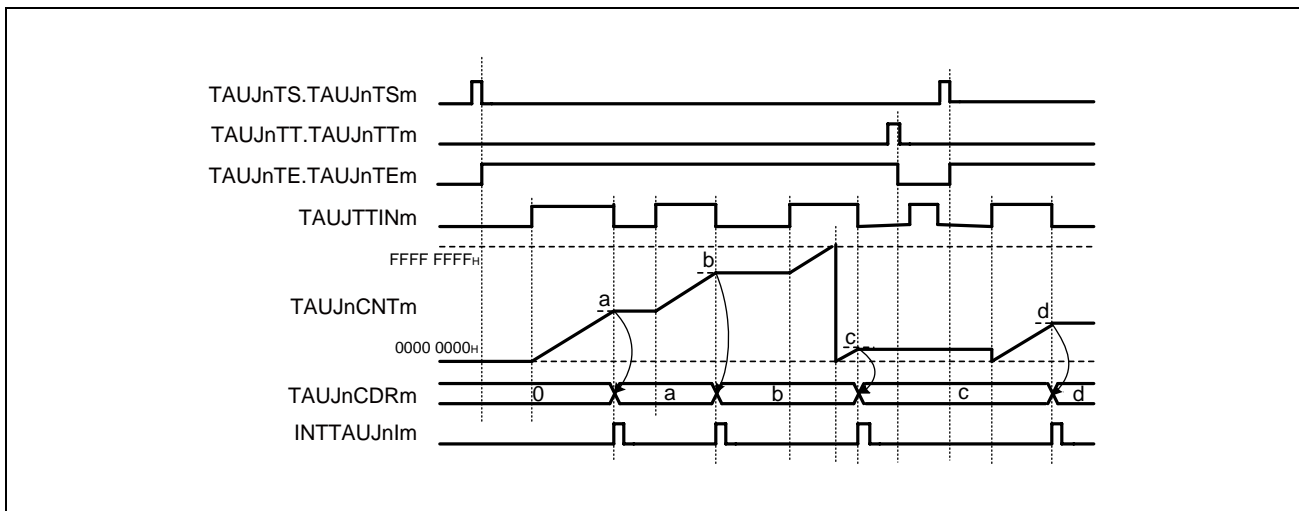 TAUJnTS.TAUJnTSm
TAUJnTT.TAUJnTTm
TAUJnTE.TAUJnTEm
TAUJTTINm
FFFF FFFFH
b
a
d
TAUJnCNTm
c
0000 0000H
TAUJnCDRm 0 a b c d
INTTAUJnIm